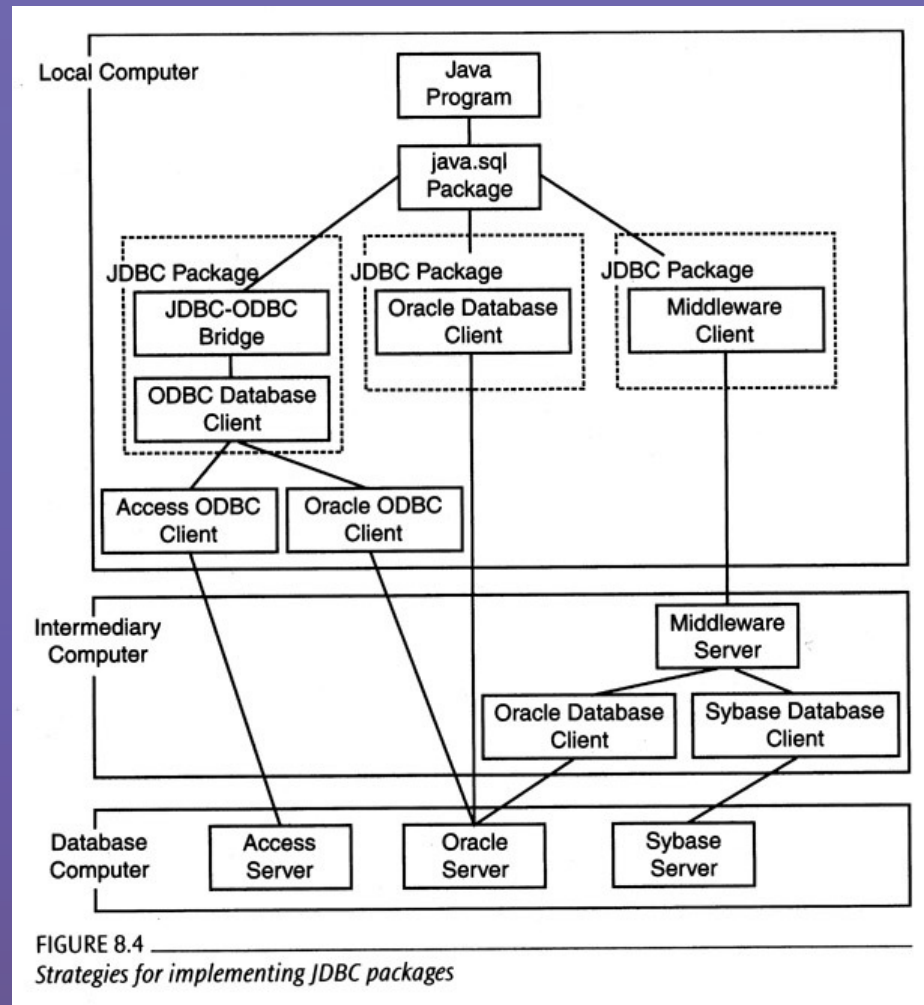 Local Computer
Java
Program
java.sql
Package
JDBC Package
JDBC-ODBC
Bridge
ODBC Database
Client
JDBC Package
Oracle Database
Client
JDBC Package
Middleware
Client
Access ODBC
Client
Oracle ODBC
Client
Intermediary
Computer
Middleware
Server
Oracle Database
Client
Sybase Database
Client
Database
Computer
Access
Server
Oracle
Server
Sybase
Server
FIGURE 8.4
Strategies for implementing JDBC packages